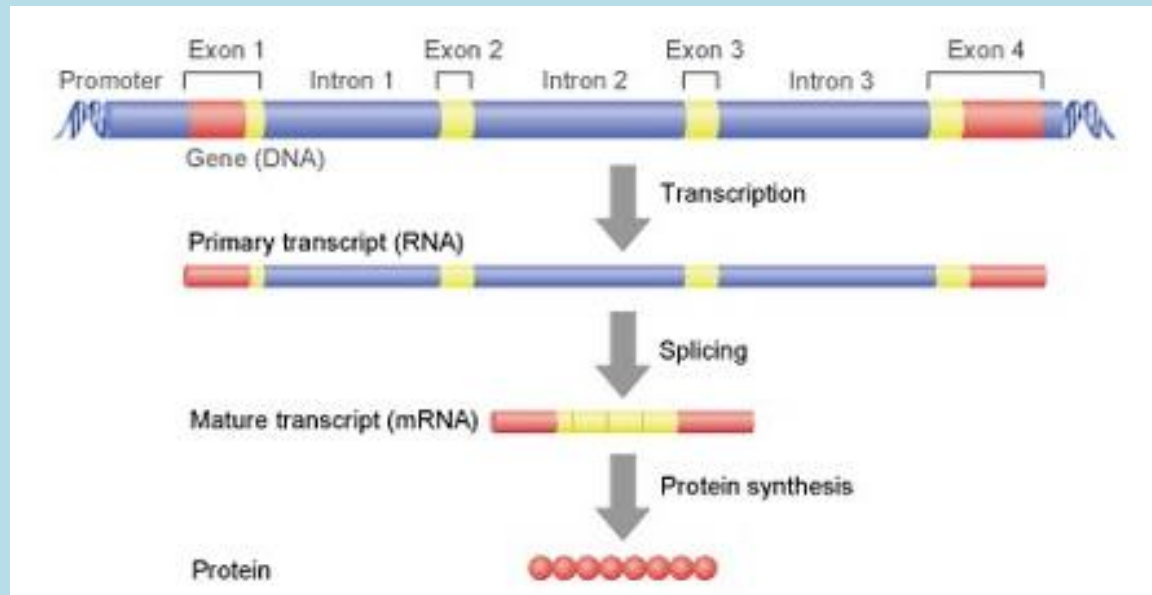 Exon 1 Exon 2 Exon 3 Exon 4
Promoter Intron 1 Intron 2 Intron 3
Gene (DNA)
Transcription
Primary transcript (RNA)
Splicing
Mature transcript (mRNA)
Protein synthesis
Protein